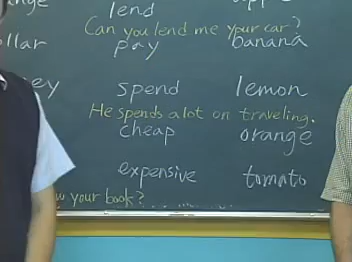 lend
Can you lend me your car?
pay banana
spend lemon
He spends a lot on traveling.
cheap orange
expensive tomato
your book?